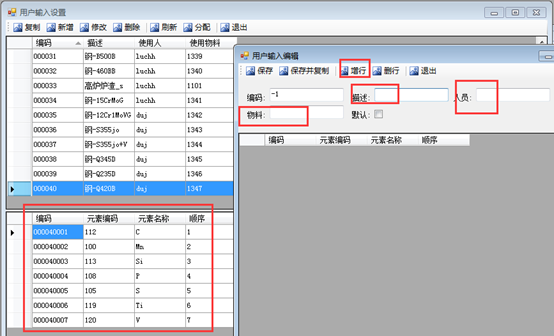 用户输入设置
复制 新增 修改 删除 刷新 分配 退出
编码 描述 使用人 使用物料
000031 钢-B500B luchh 1339
000032 钢-460BB luchh 1340
000033 高炉炉渣_s luchh 1101
000034 钢-15CrMoG luchh 1341
000035 钢-12Cr1MoVG duj 1342
000036 钢-S355jo duj 1343
000037 钢-S355jo+V duj 1344
000038 钢-Q345D duj 1345
000039 钢-Q235D duj 1346
000040 钢-Q420B duj 1347
编码 元素编码 元素名称 顺序
000040001 112 C 1
000040002 100 Mn 2
000040003 113 Si 3
000040004 108 P 4
000040005 105 S 5
000040006 119 Ti 6
000040007 120 V 7
用户输入编辑
保存 保存并复制 增行 删行 退出
编码: -1 描述: 人员:
物料: 默认:
编码 元素编码 元素名称 顺序